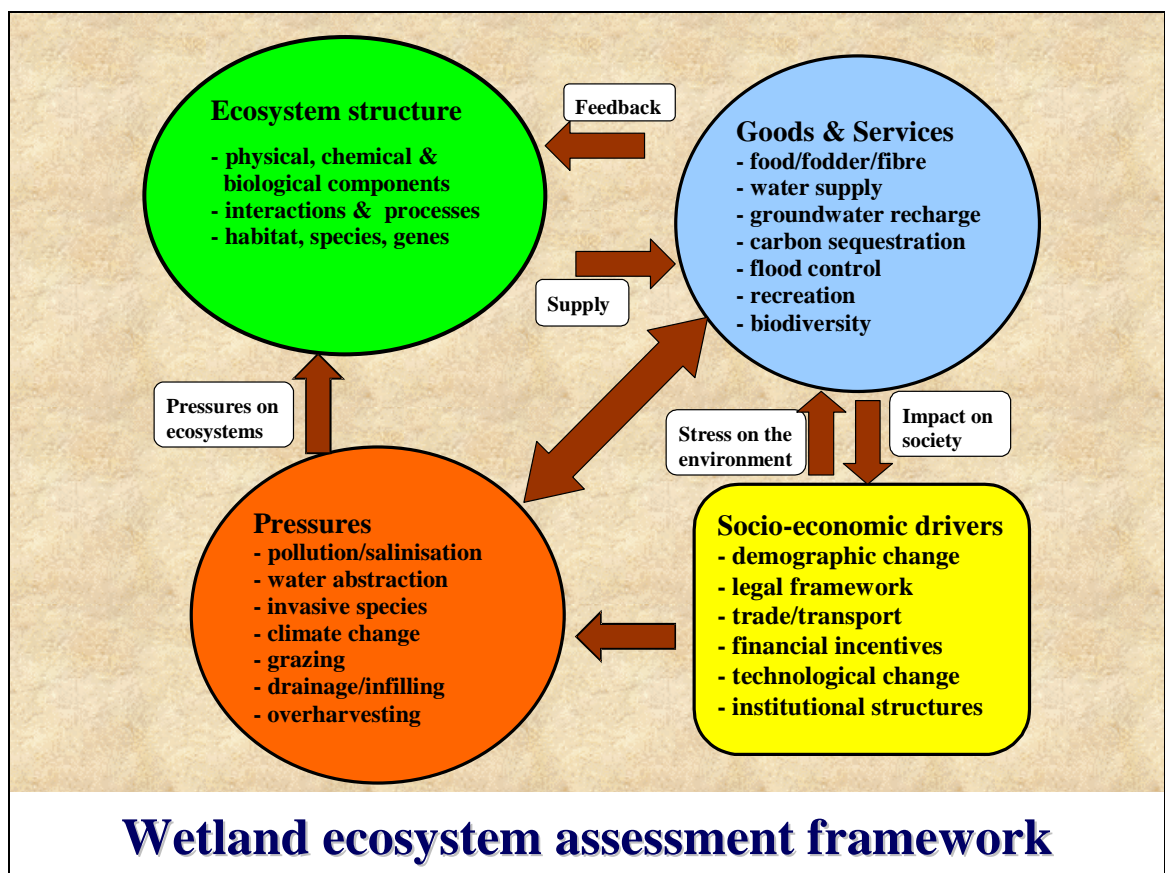 Ecosystem structure
- physical, chemical &
biological components
- interactions & processes
- habitat, species, genes
Feedback
Supply
Goods & Services
- food/fodder/fibre
- water supply
- groundwater recharge
- carbon sequestration
- flood control
- recreation
- biodiversity
Pressures on
ecosystems
Stress on the
environment
Impact on
society
Pressures
- pollution/salinisation
- water abstraction
- invasive species
- climate change
- grazing
- drainage/infilling
- overharvesting
Socio-economic drivers
- demographic change
- legal framework
- trade/transport
- financial incentives
- technological change
- institutional structures
Wetland ecosystem assessment framework